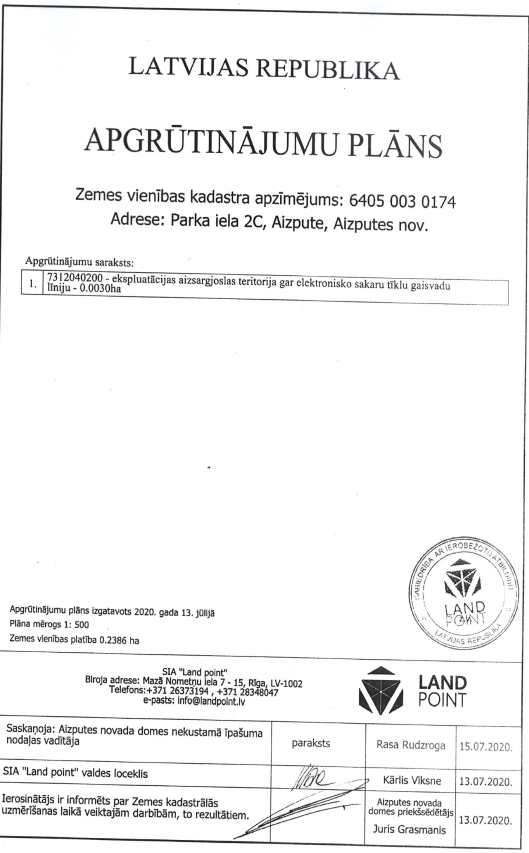 LATVIJAS REPUBLIKA
APGRŪTINĀJUMU PLĀNS
Zemes vienības kadastra apzīmējums: 6405 003 0174
Adrese: Parka iela 2C, Aizpute, Aizputes nov.
Apgrūtinājumu saraksts:
1. 7312040200 - ekspluatācijas aizsargjoslas teritorija gar elektronisko sakaru tīklu gaisvadu
līniju - 0.0030ha
SABIEDRĪBA AR IEROBEŽOTU ATBILDĪBU
LAND
POINT
LATVIJAS REPUBLIKA
Apgrūtinājumu plāns izgatavots 2020. gada 13. jūlijā
Plāna mērogs 1: 500
Zemes vienības platība 0.2386 ha
SIA "Land point"
Biroja adrese: Mazā Nometņu iela 7 - 15, Rīga, LV-1002
Telefons:+371 26373194 , +371 28348047
e-pasts: info@landpoint.lv
LAND
POINT
Saskaņoja: Aizputes novada domes nekustamā īpašuma
nodaļas vadītāja
paraksts
Rasa Rudzroga
15.07.2020.
SIA "Land point" valdes loceklis
Kārlis Viksne
13.07.2020.
Ierosinātājs ir informēts par Zemes kadastrālās
uzmērīšanas laikā veiktajām darbībām, to rezultātiem.
Aizputes novada
domes priekšsēdētājs
Juris Grasmanis
13.07.2020.